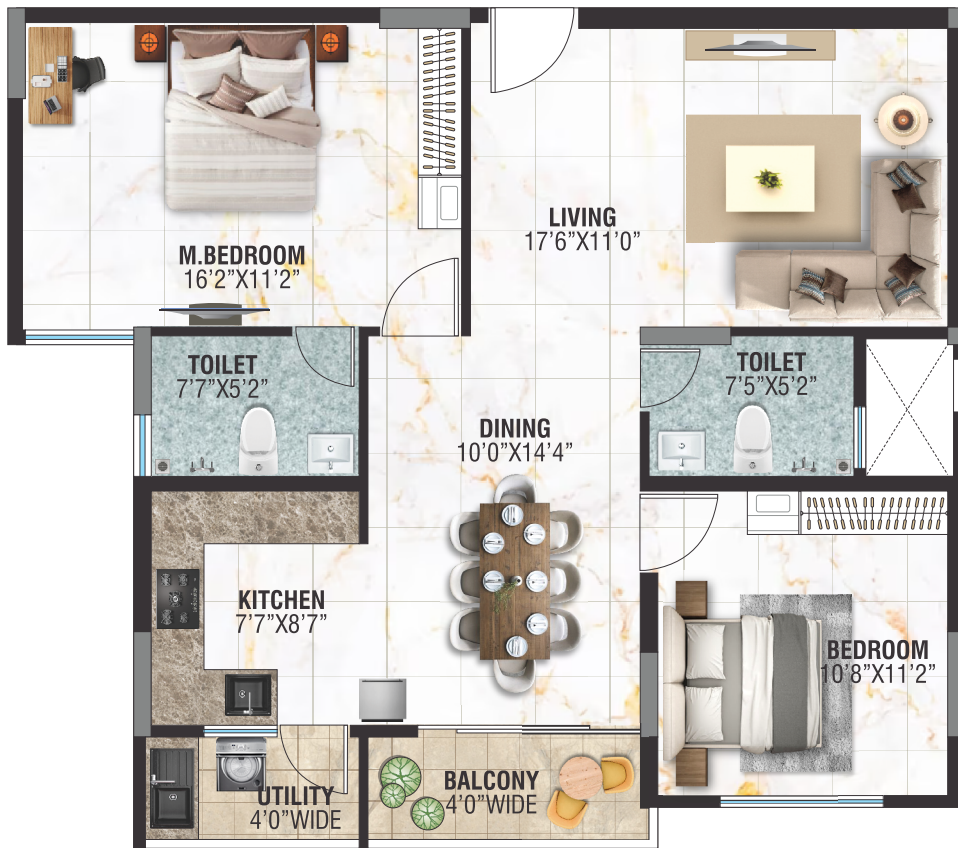 LIVING
17’6”X11’0”
M.BEDROOM
16’2”X11’2”
TOILET
7’7”X5’2”
TOILET
7’5”X5’2”
DINING
10’0”X14’4”
KITCHEN
7’7”X8’7”
BEDROOM
10’8”X11’2”
UTILITY
4’0”WIDE
BALCONY
4’0”WIDE